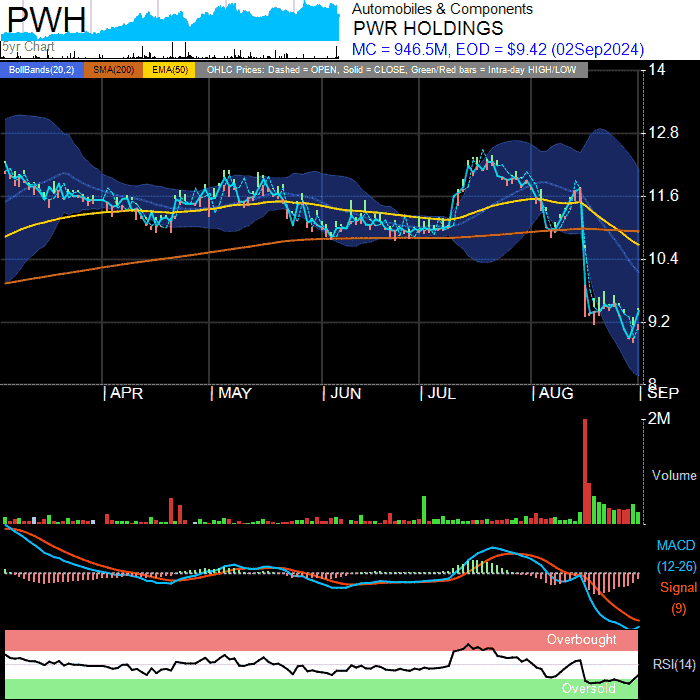 PWH
5yr Chart
Automobiles & Components
PWR HOLDINGS
MC = 946.5M, EOD = $9.42 (02Sep2024)
BollBands(20,2) SMA(200) EMA(50) OHLC Prices: Dashed = OPEN, Solid = CLOSE, Green/Red bars = Intra-day HIGH/LOW
14
12.8
11.6
10.4
9.2
8
APR MAY JUN JUL AUG SEP
2M
Volume
MACD
(12-26)
Signal
(9)
Overbought
RSI(14)
Oversold